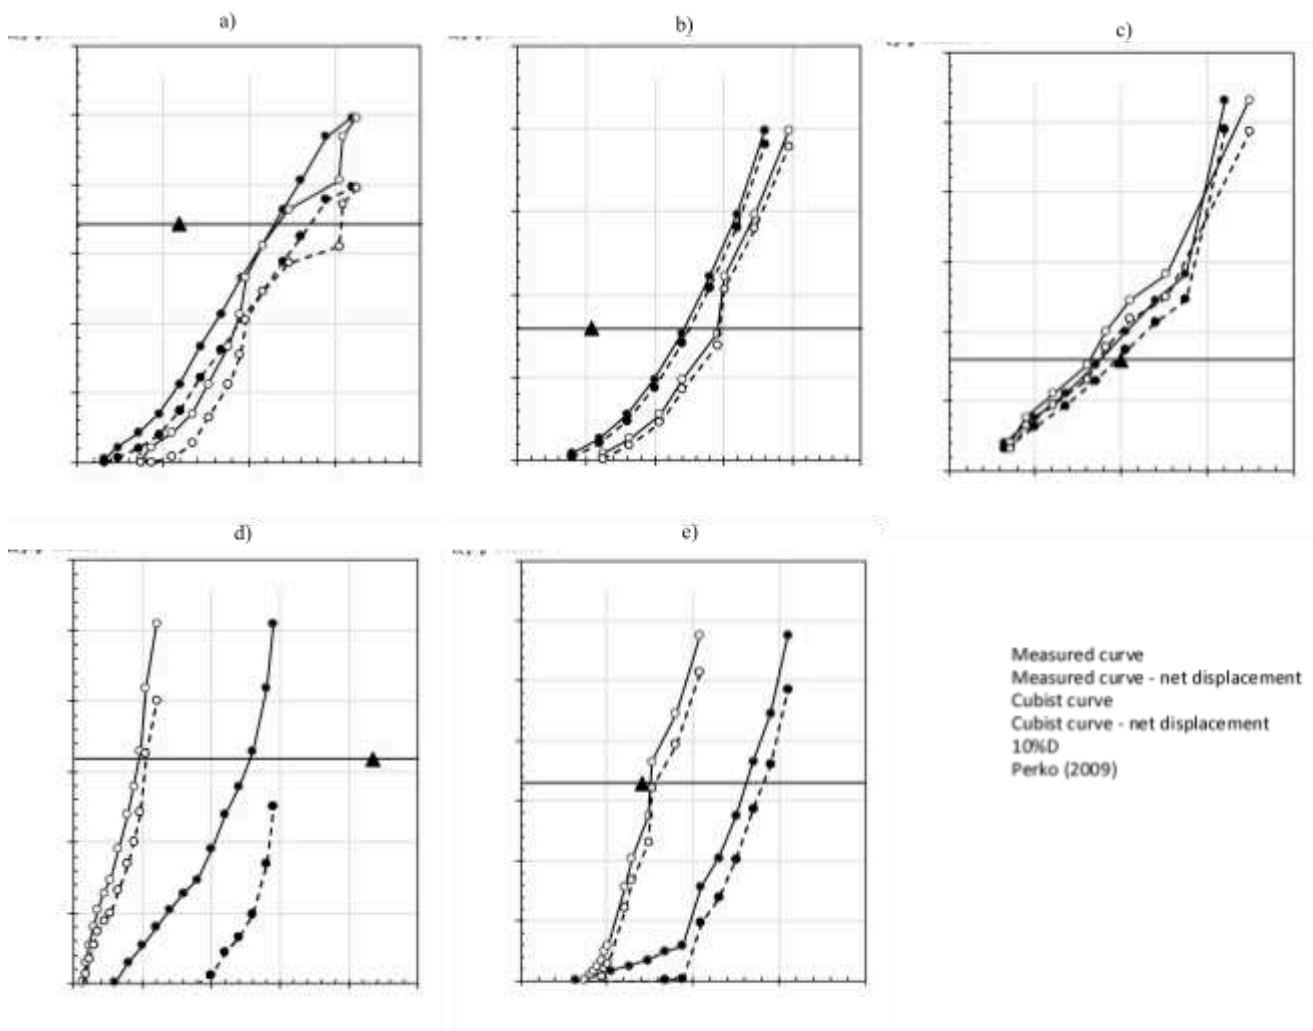 a)
b)
c)
d)
e)
Measured curve
Measured curve - net displacement
Cubist curve
Cubist curve - net displacement
10%D
Perko (2009)